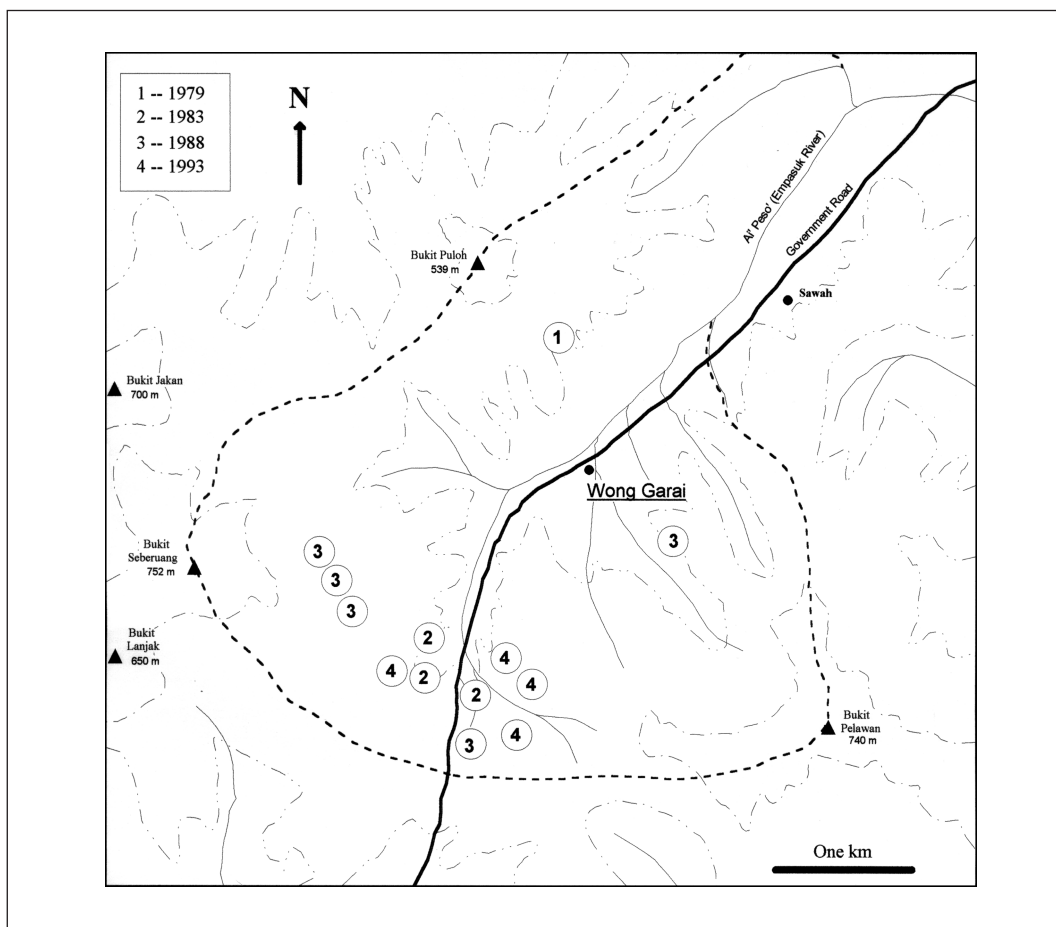 1 -- 1979
2 -- 1983
3 -- 1988
4 -- 1993
N
Ai' Peso' (Empasuk River)
Government Road
Bukit Puloh
539 m
Sawah
1
Bukit Jakan
700 m
Wong Garai
3
Bukit
Seberuang
752 m
3
3
3
2
Bukit
Lanjak
650 m
4
2
4
4
2
3
4
Bukit
Pelawan
740 m
One km